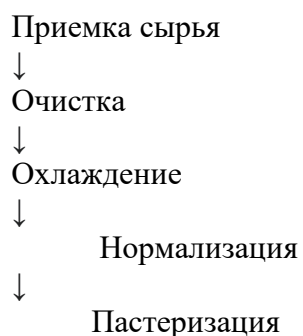 Приемка сырья
↓
Очистка
↓
Охлаждение
↓
Нормализация
↓
Пастеризация